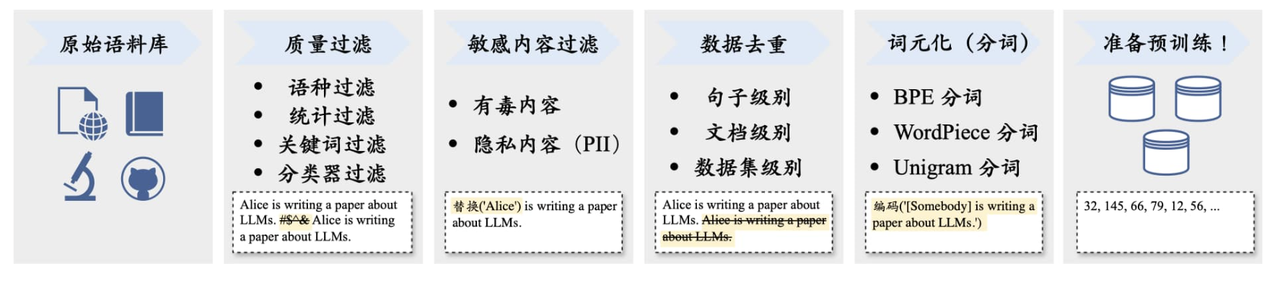 原始语料库
质量过滤
• 语种过滤
• 统计过滤
• 关键词过滤
• 分类器过滤
Alice is writing a paper about
LLMs. #$^& Alice is writing
a paper about LLMs.
敏感内容过滤
• 有毒内容
• 隐私内容（PII）
替换('Alice') is writing a paper
about LLMs.
数据去重
• 句子级别
• 文档级别
• 数据集级别
Alice is writing a paper about
LLMs. Alice is writing a paper
about LLMs.
词元化（分词）
• BPE 分词
• WordPiece 分词
• Unigram 分词
编码('[Somebody] is writing a
paper about LLMs.')
准备预训练！
32, 145, 66, 79, 12, 56, ...